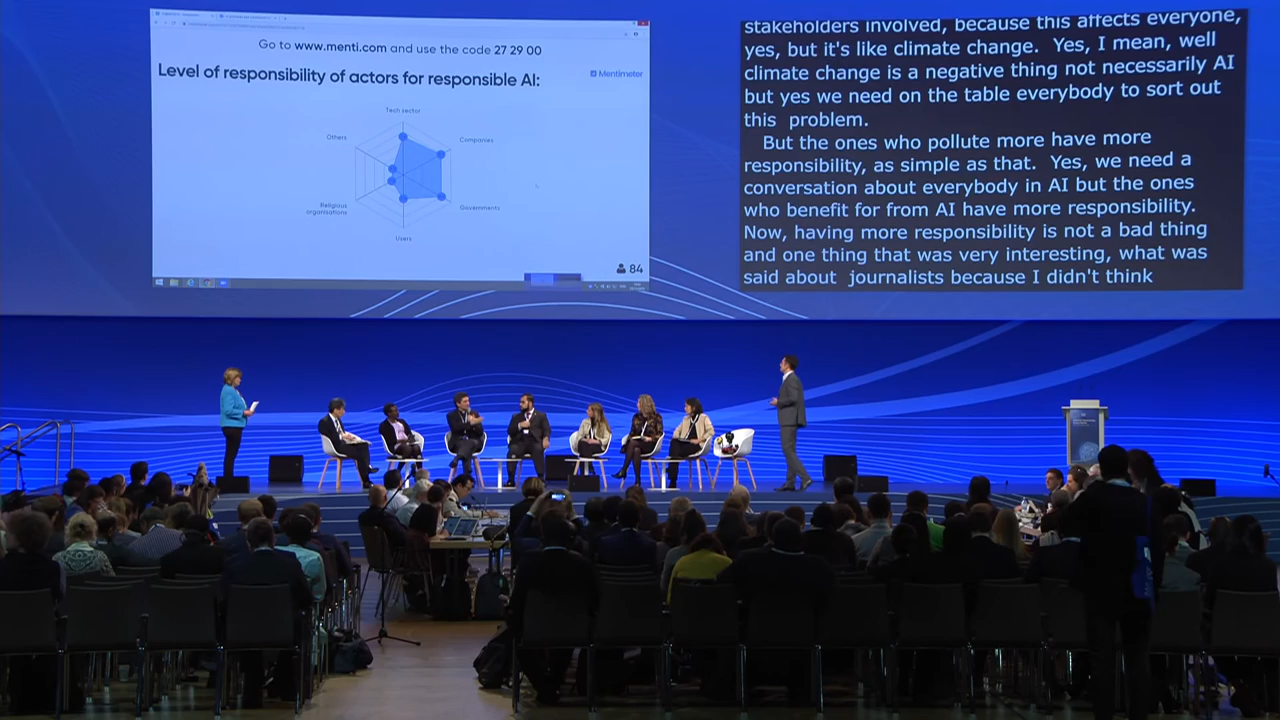 Go to www.menti.com and use the code 27 29 00
Level of responsibility of actors for responsible AI:
Mentimeter
Tech sector
Others
Companies
Religious
organisations
Governments
Users
84
stakeholders involved, because this affects everyone,
yes, but it's like climate change. Yes, I mean, well
climate change is a negative thing not necessarily AI
but yes we need on the table everybody to sort out
this problem.
But the ones who pollute more have more
responsibility, as simple as that. Yes, we need a
conversation about everybody in AI but the ones
who benefit for from AI have more responsibility.
Now, having more responsibility is not a bad thing
and one thing that was very interesting, what was
said about journalists because I didn't think